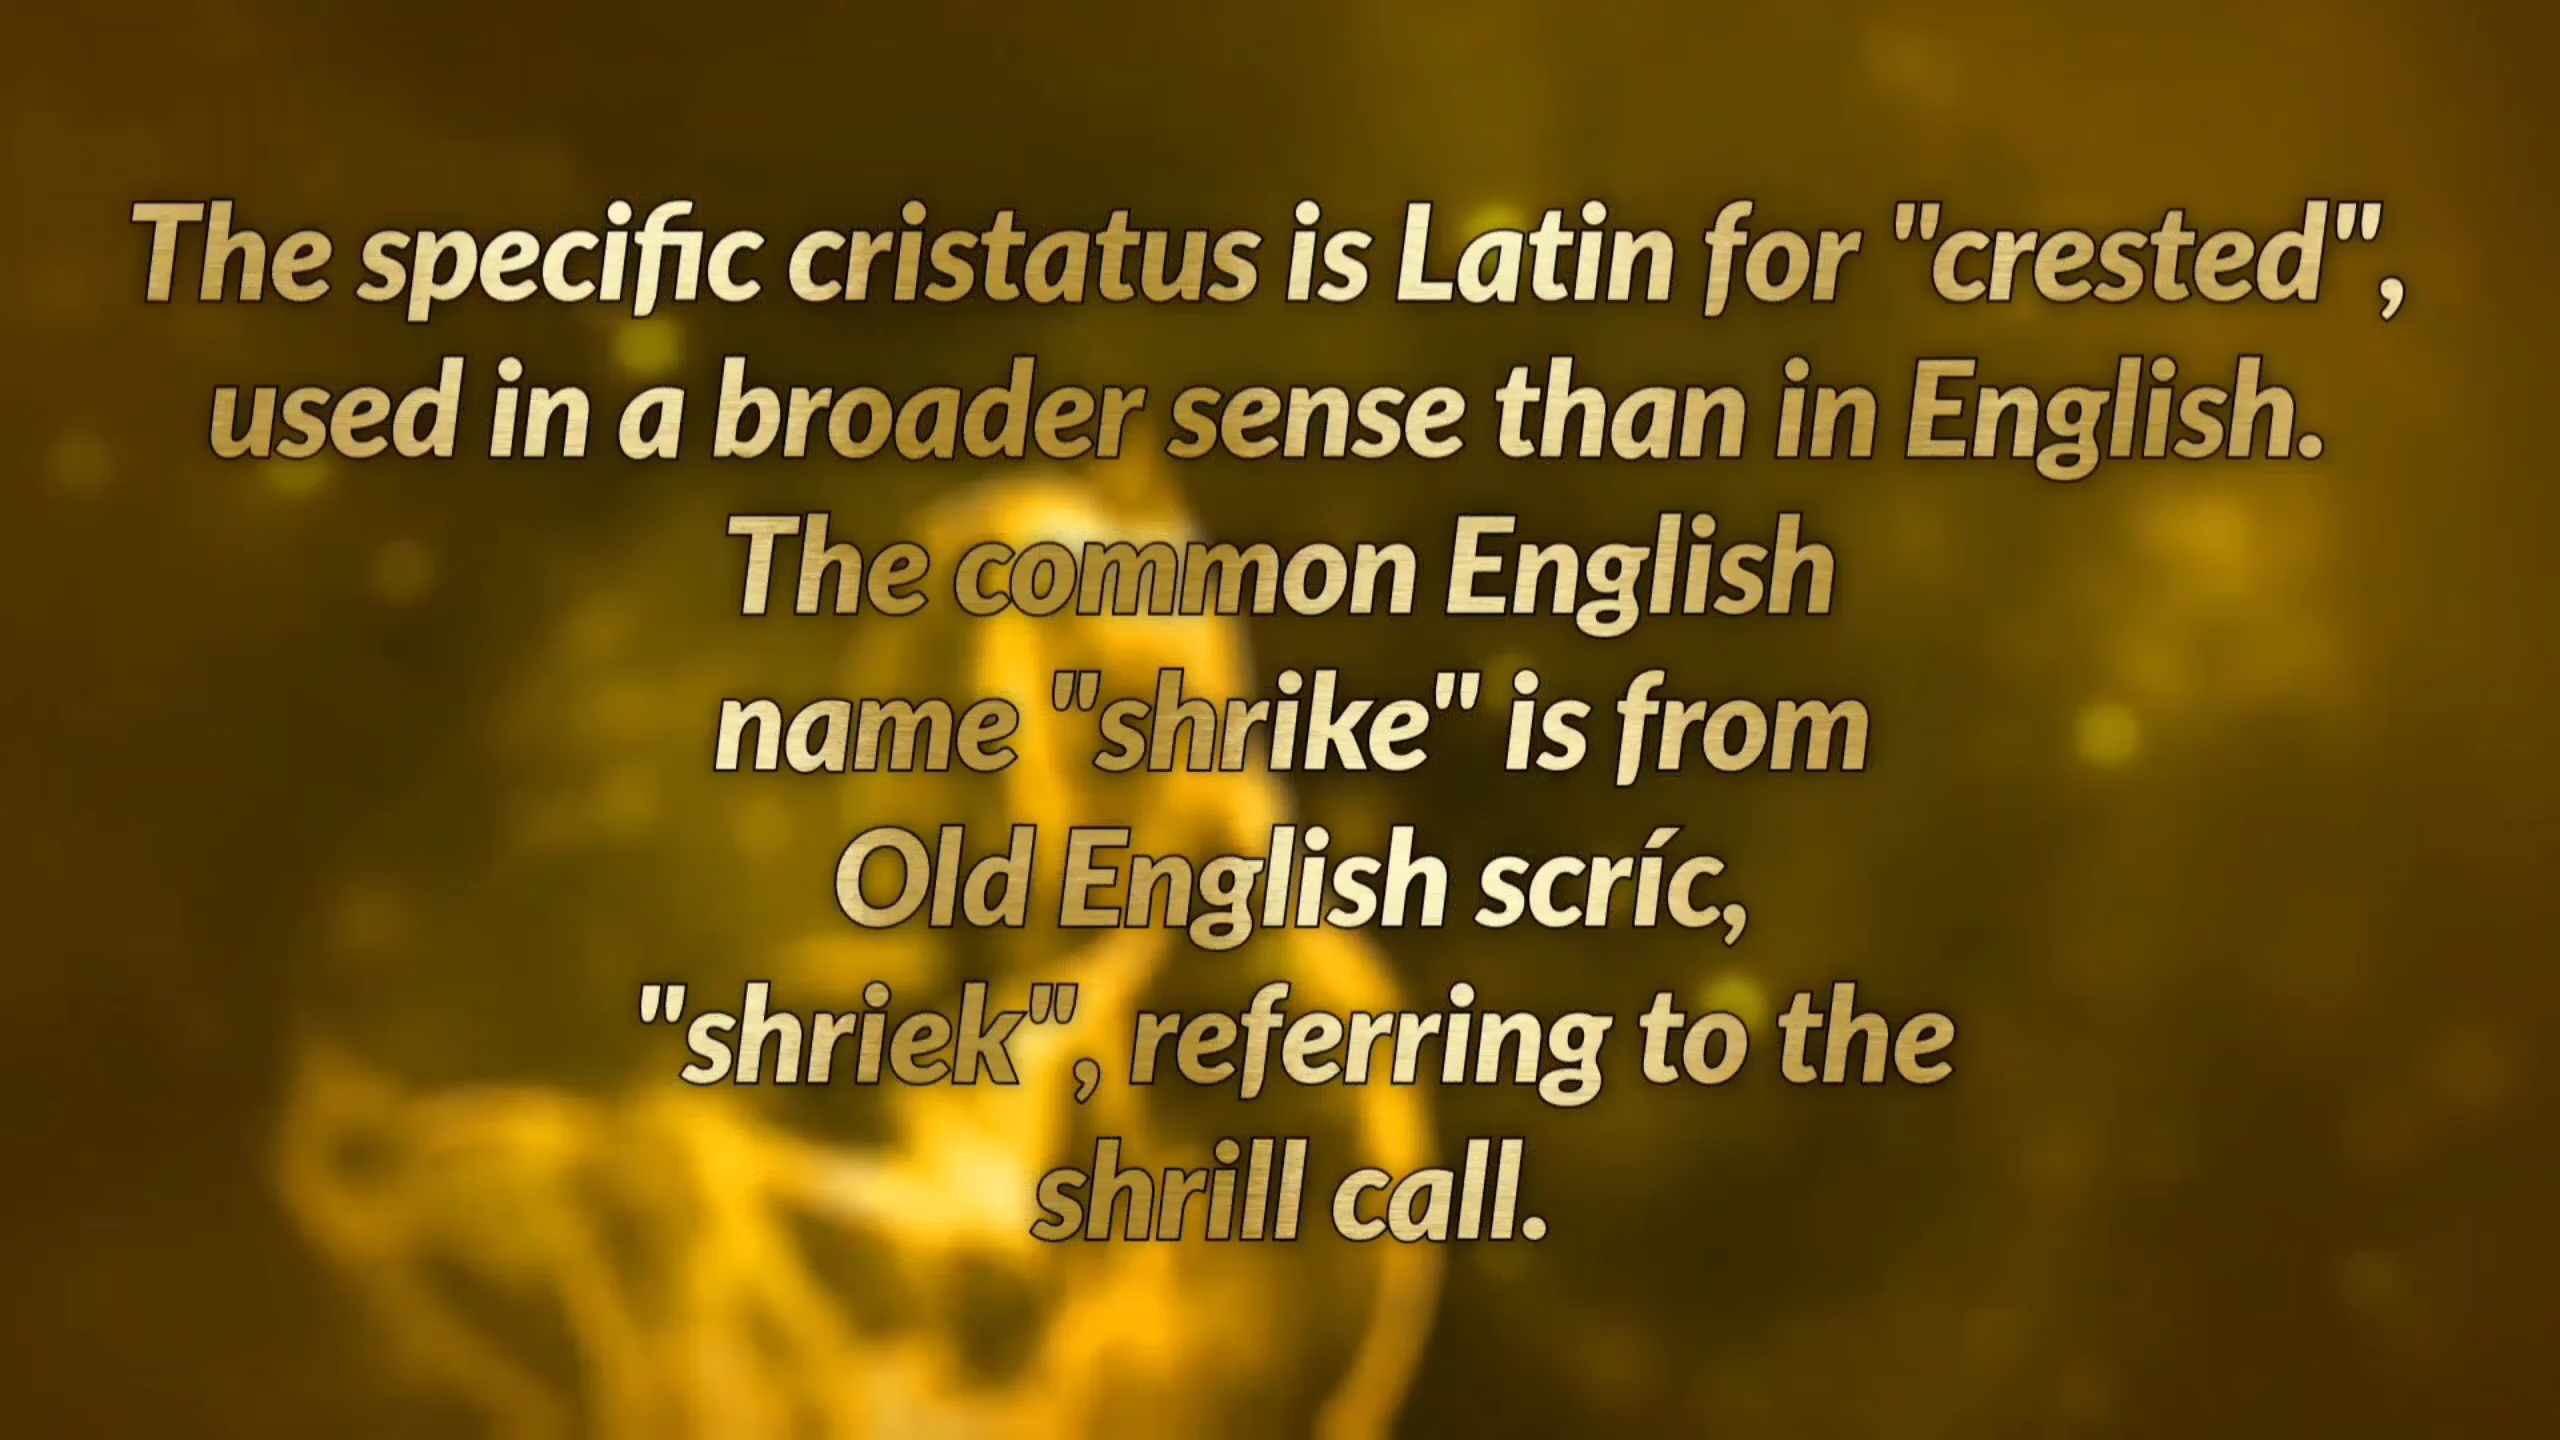 The specific cristatus is Latin for "crested",
used in a broader sense than in English.
The common English
name "shrike" is from
Old English scríc,
"shriek", referring to the
shrill call.